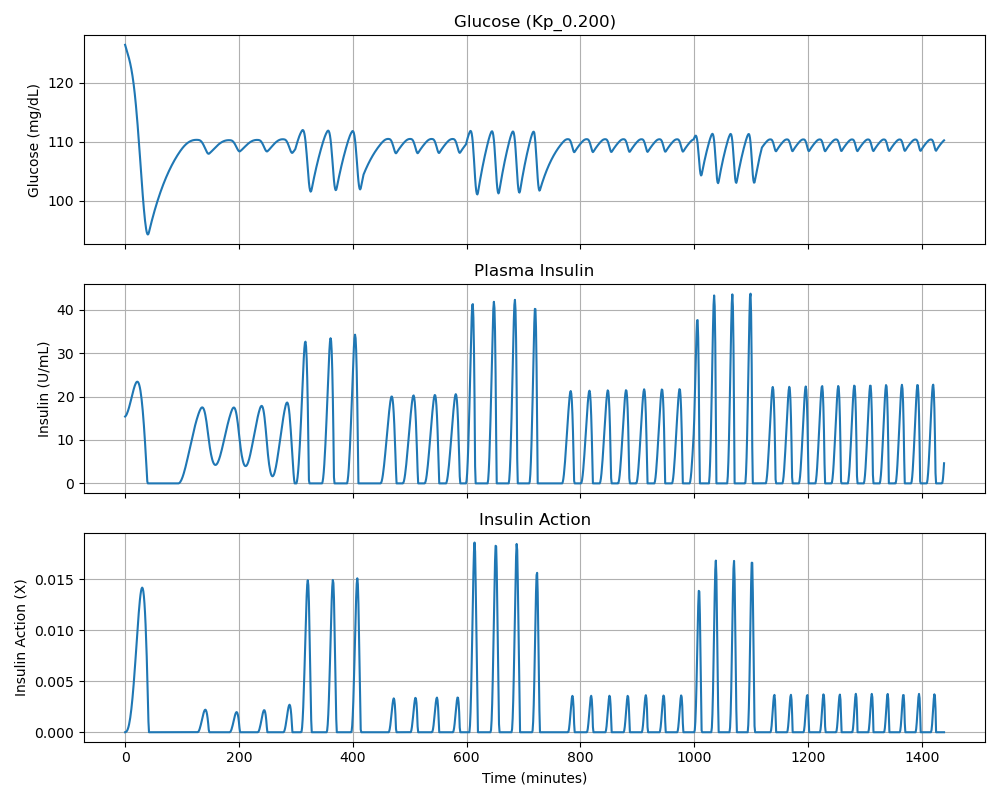 Glucose (Kp_0.200)
Glucose (mg/dL)
120
110
100
Plasma Insulin
Insulin (U/mL)
40
30
20
10
0
Insulin Action
Insulin Action (X)
0.015
0.010
0.005
0.000
0 200 400 600 800 1000 1200 1400
Time (minutes)